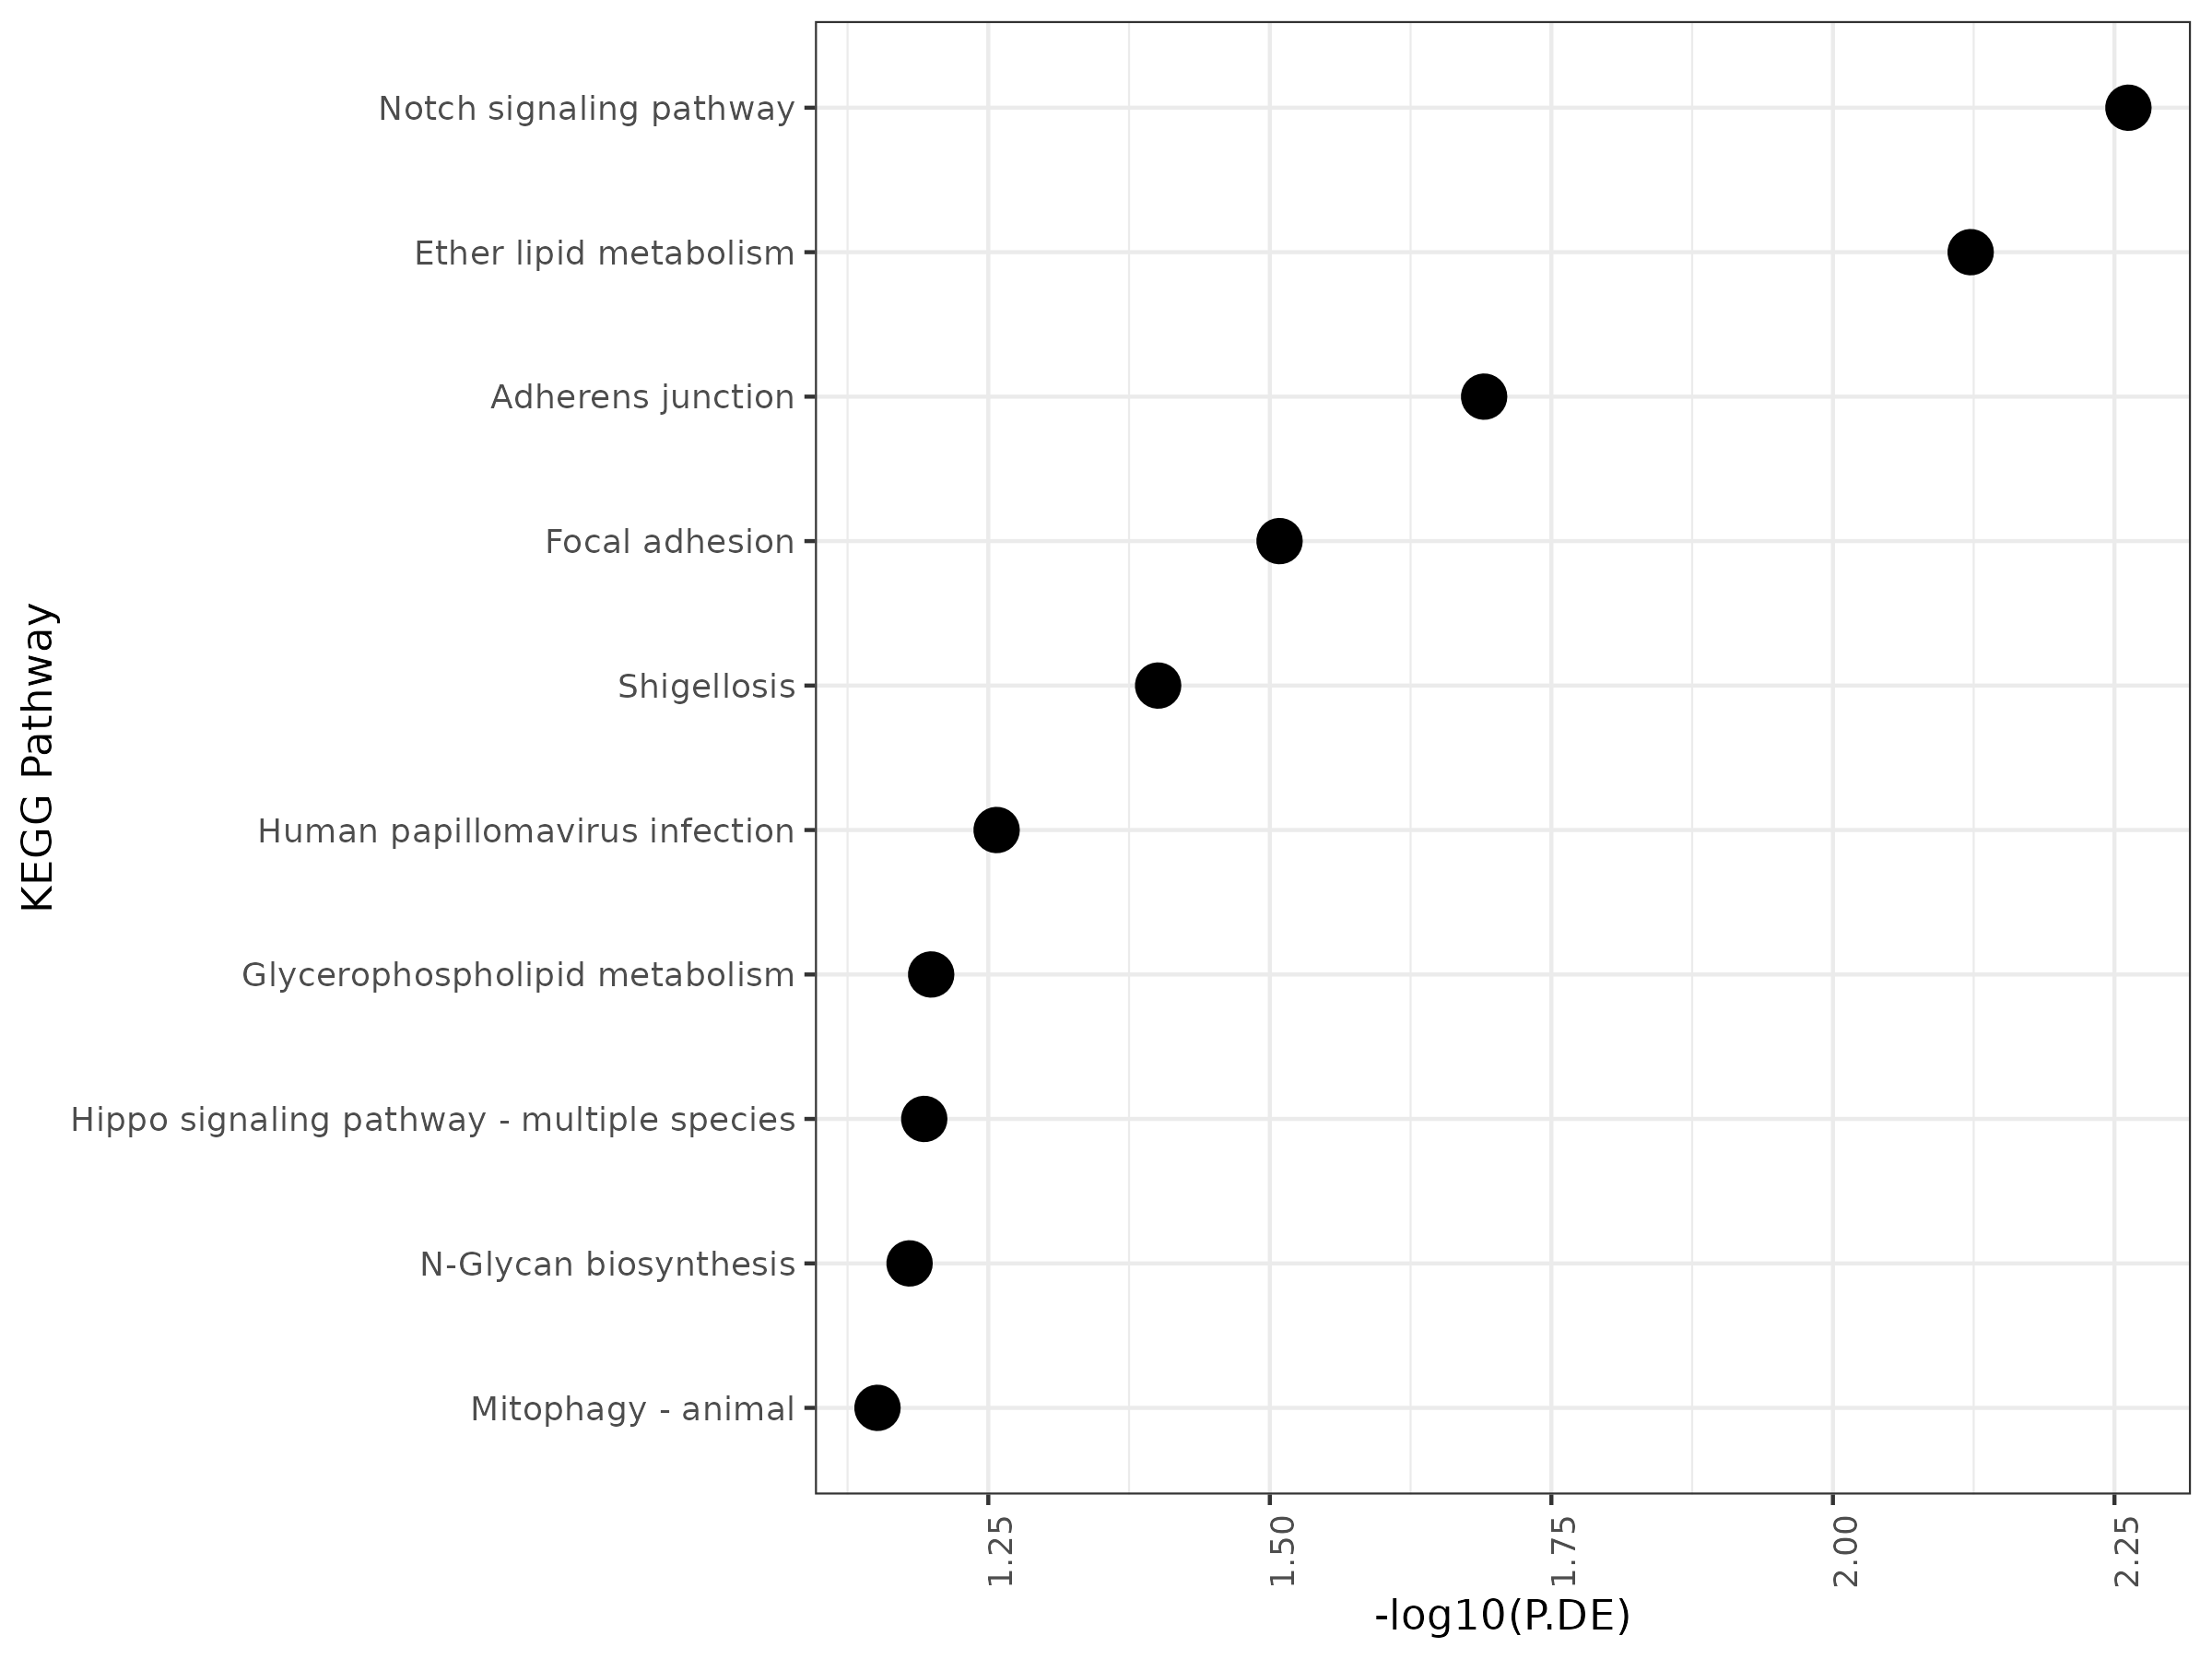 Notch signaling pathway
Ether lipid metabolism
Adherens junction
Focal adhesion
Shigellosis
Human papillomavirus infection
Glycerophospholipid metabolism
Hippo signaling pathway - multiple species
N-Glycan biosynthesis
Mitophagy - animal
KEGG Pathway
1.25
1.50
1.75
2.00
2.25
-log10(P.DE)